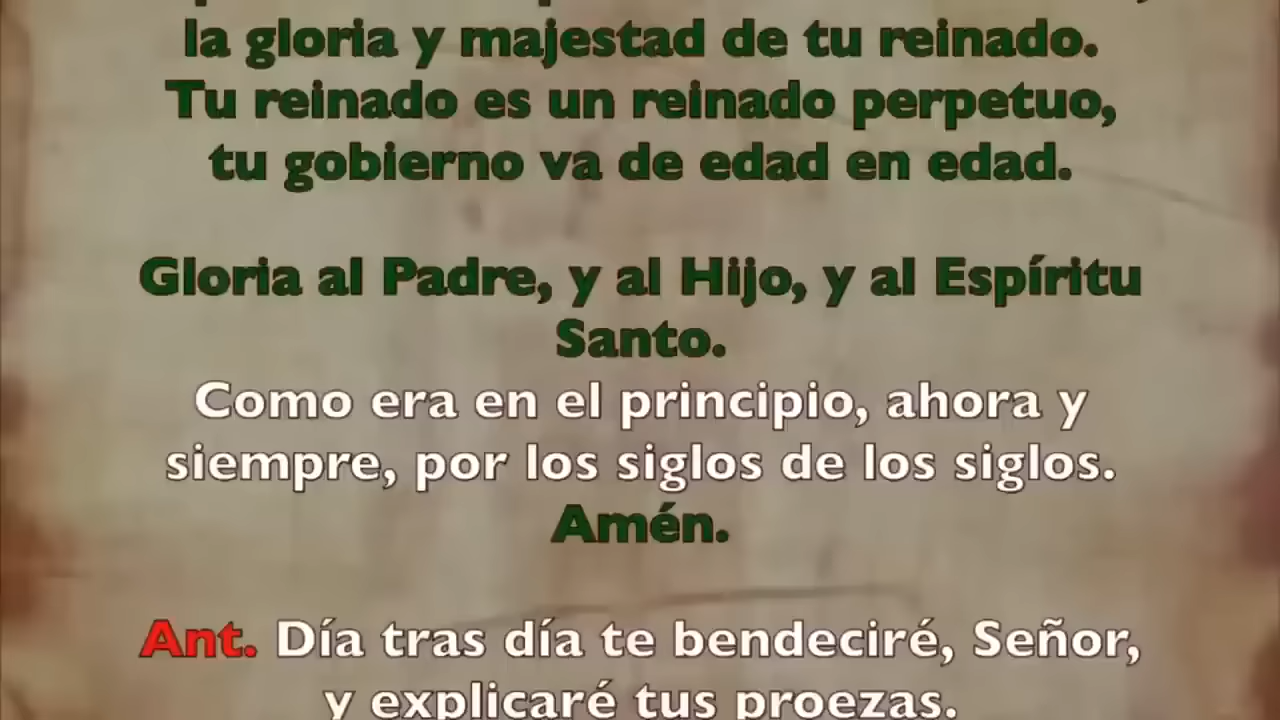 la gloria y majestad de tu reinado.
Tu reinado es un reinado perpetuo,
tu gobierno va de edad en edad.
Gloria al Padre, y al Hijo, y al Espíritu
Santo.
Como era en el principio, ahora y
siempre, por los siglos de los siglos.
Amén.
Ant. Día tras día te bendeciré, Señor,
y explicaré tus proezas.